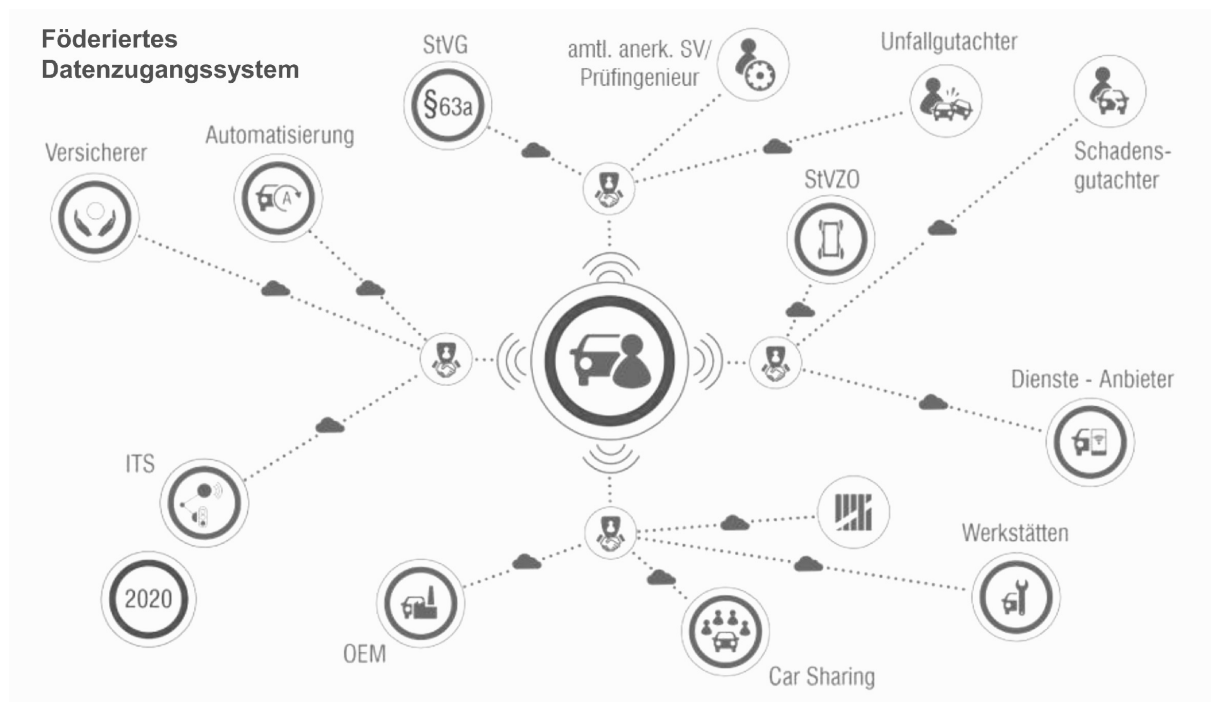 Föderiertes
Datenzugangssystem
StVG
§63a
amtl. anerk. SV/
Prüfingenieur
Unfallgutachter
Schadens-
gutachter
Versicherer
Automatisierung
A
StVZO
Dienste - Anbieter
ITS
2020
OEM
Car Sharing
Werkstätten